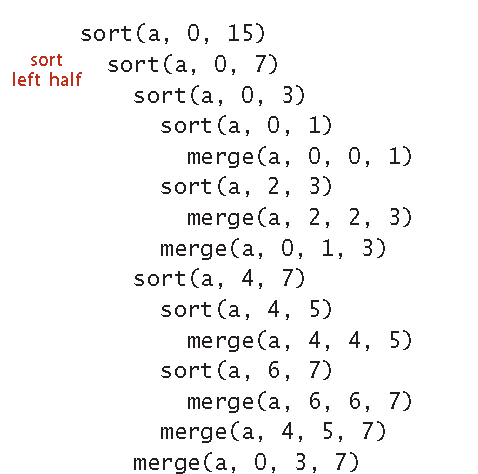 sort(a, 0, 15)
sort
left half
sort(a, 0, 7)
sort(a, 0, 3)
sort(a, 0, 1)
merge(a, 0, 0, 1)
sort(a, 2, 3)
merge(a, 2, 2, 3)
merge(a, 0, 1, 3)
sort(a, 4, 7)
sort(a, 4, 5)
merge(a, 4, 4, 5)
sort(a, 6, 7)
merge(a, 6, 6, 7)
merge(a, 4, 5, 7)
merge(a, 0, 3, 7)